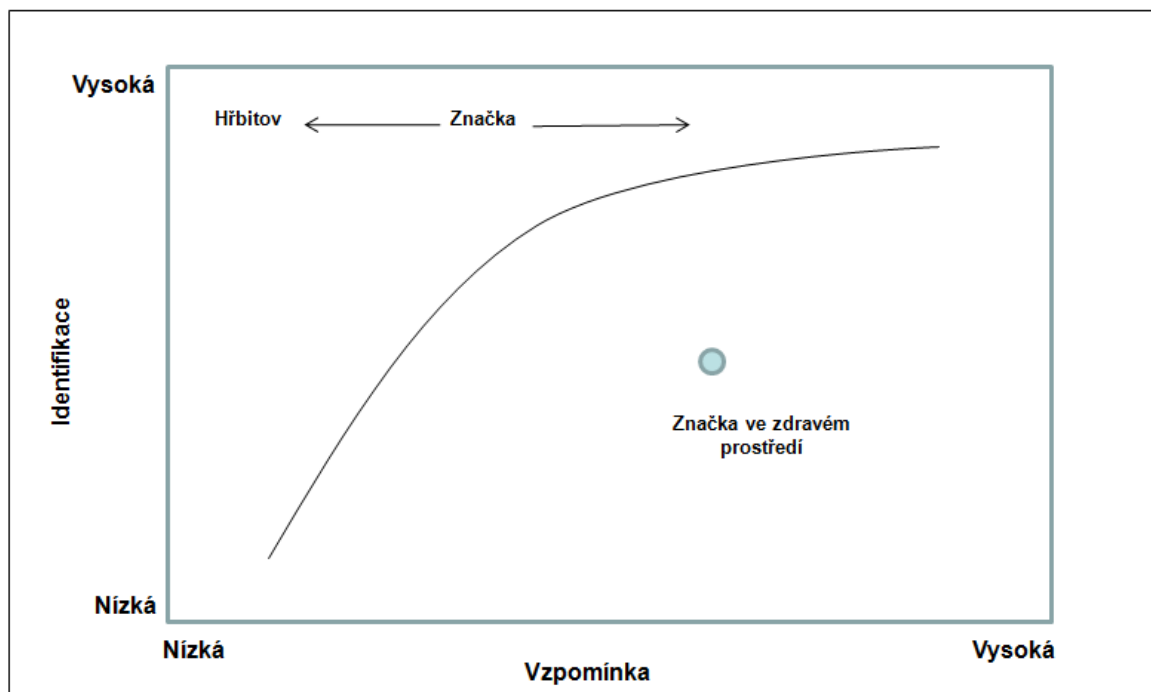 Vysoká
Hřbitov
Značka
Identifikace
Značka ve zdravém
prostředí
Nízká
Nízká
Vysoká
Vzpomínka